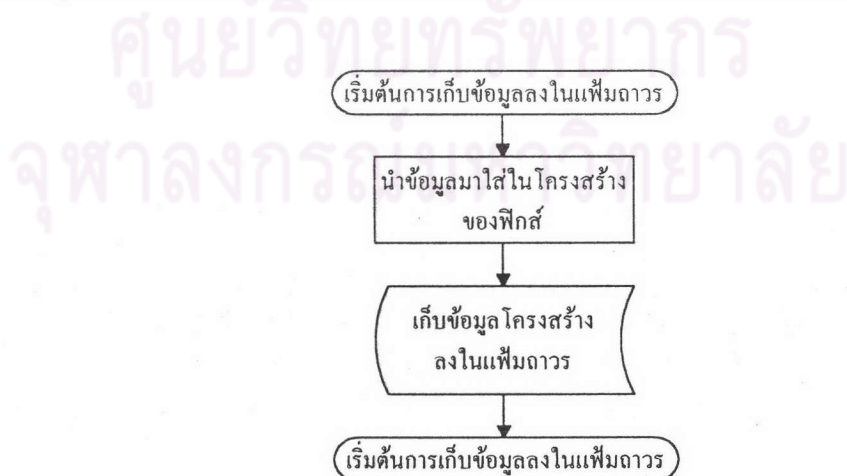 ศูนย์วิทยทรัพยากร
จุฬาลงกรณ์มหาวิทยาลัย
เริ่มต้นการเก็บข้อมูลลงในแฟ้มถาวร
นำข้อมูลมาใส่ในโครงสร้าง
ของฟิกส์
เก็บข้อมูลโครงสร้าง
ลงในแฟ้มถาวร
เริ่มต้นการเก็บข้อมูลลงในแฟ้มถาวร